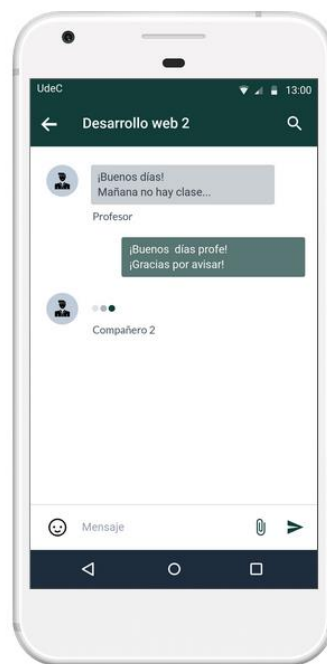 UdeC 13:00
Desarrollo web 2
¡Buenos días!
Mañana no hay clase...
Profesor
¡Buenos días profe!
¡Gracias por avisar!
Compañero 2
Mensaje